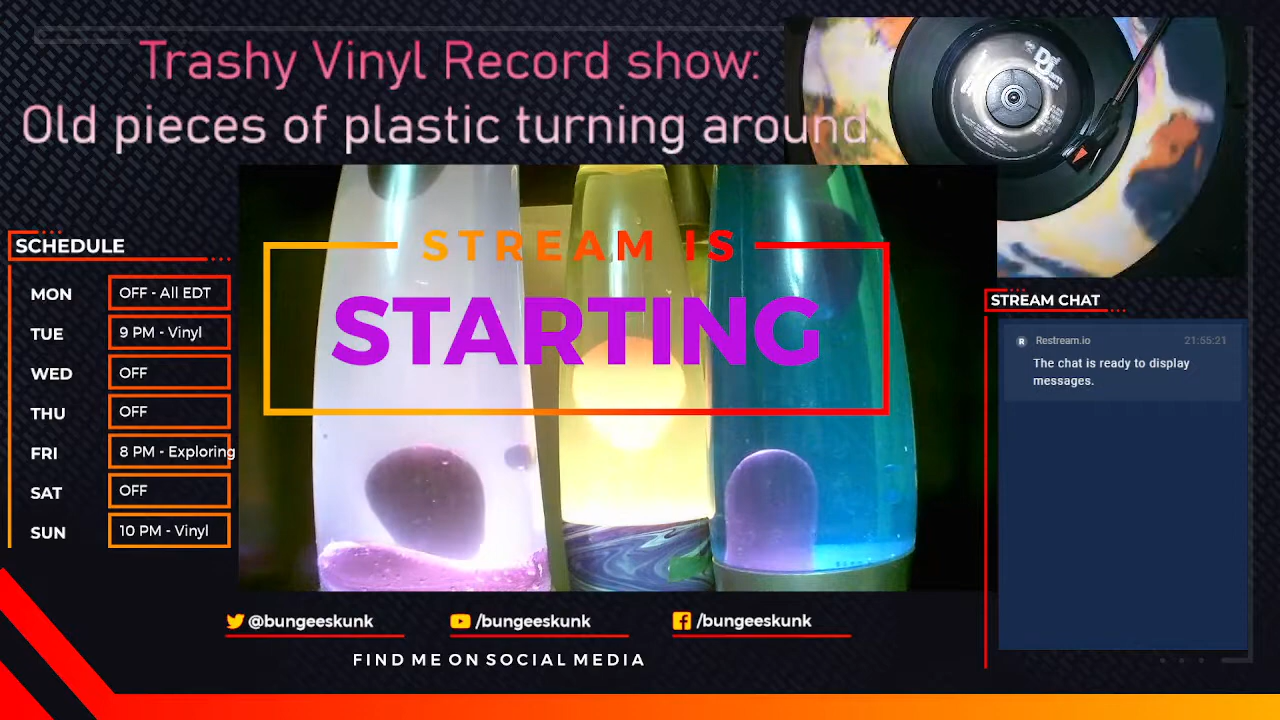 Trashy Vinyl Record show:
Old pieces of plastic turning around
Def
Jam
SCHEDULE
MON OFF - All EDT
TUE 9 PM - Vinyl
WED OFF
THU OFF
FRI 8 PM - Exploring
SAT OFF
SUN 10 PM - Vinyl
STREAM IS
STARTING
STREAM CHAT
R Restream.io 21:55:21
The chat is ready to display
messages.
@bungeeskunk /bungeeskunk /bungeeskunk
FIND ME ON SOCIAL MEDIA